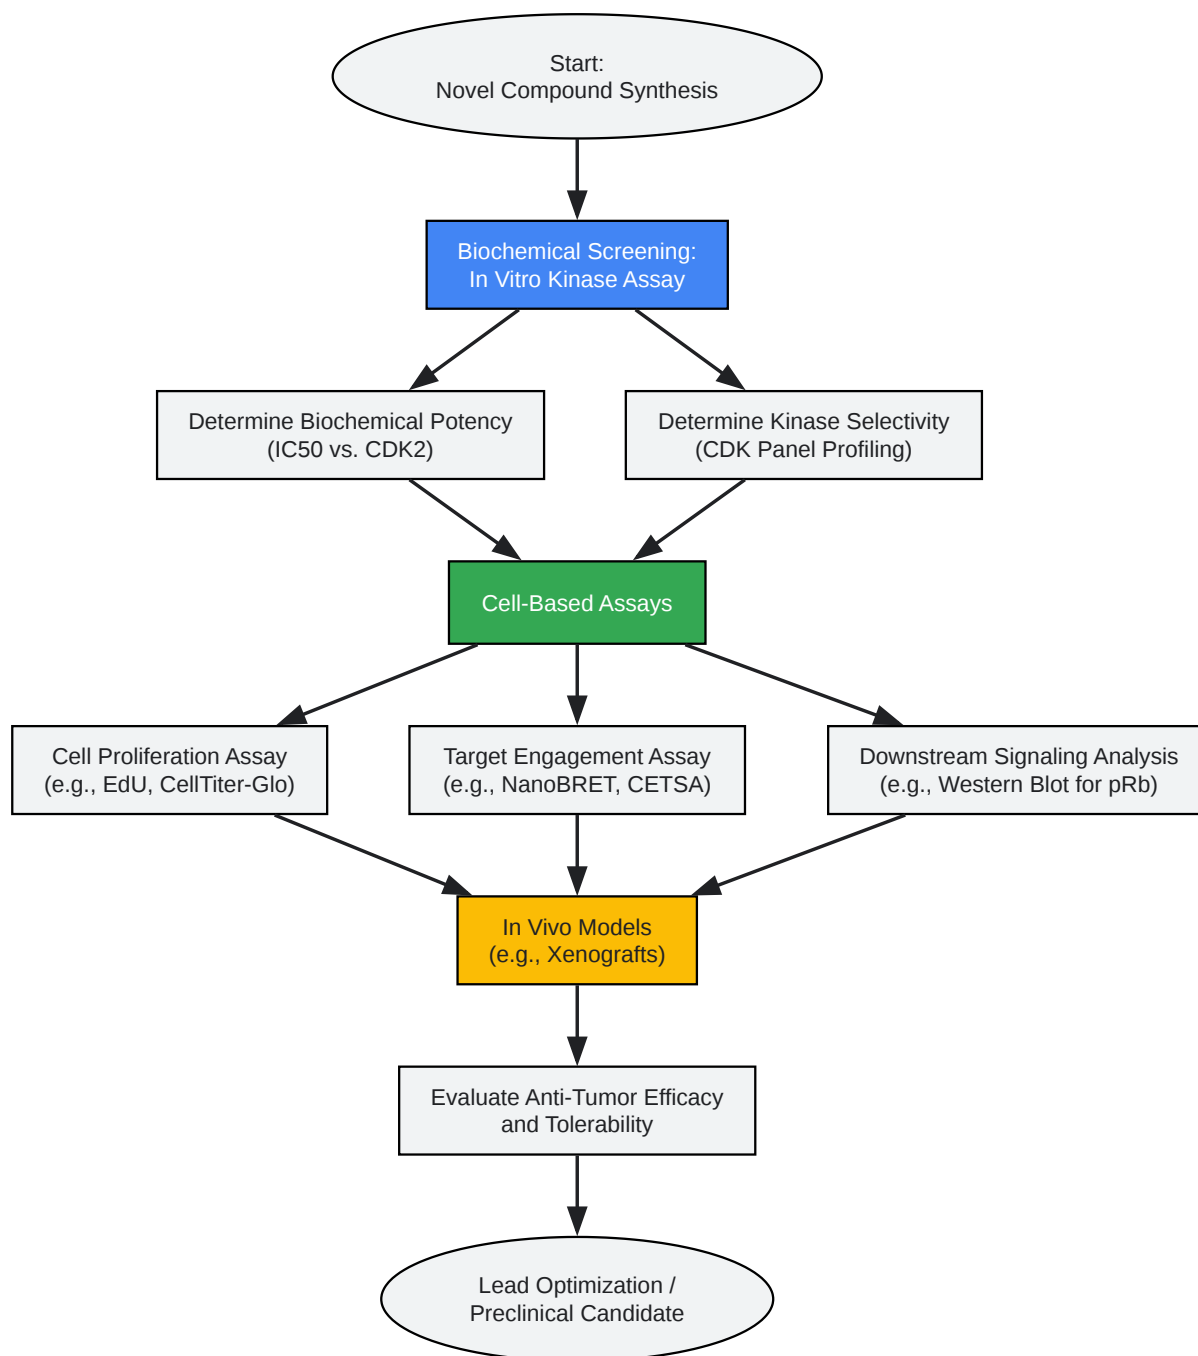 Start:
Novel Compound Synthesis
Biochemical Screening:
In Vitro Kinase Assay
Determine Biochemical Potency
(IC50 vs. CDK2)
Determine Kinase Selectivity
(CDK Panel Profiling)
Cell-Based Assays
Cell Proliferation Assay
(e.g., EdU, CellTiter-Glo)
Target Engagement Assay
(e.g., NanoBRET, CETSA)
Downstream Signaling Analysis
(e.g., Western Blot for pRb)
In Vivo Models
(e.g., Xenografts)
Evaluate Anti-Tumor Efficacy
and Tolerability
Lead Optimization /
Preclinical Candidate